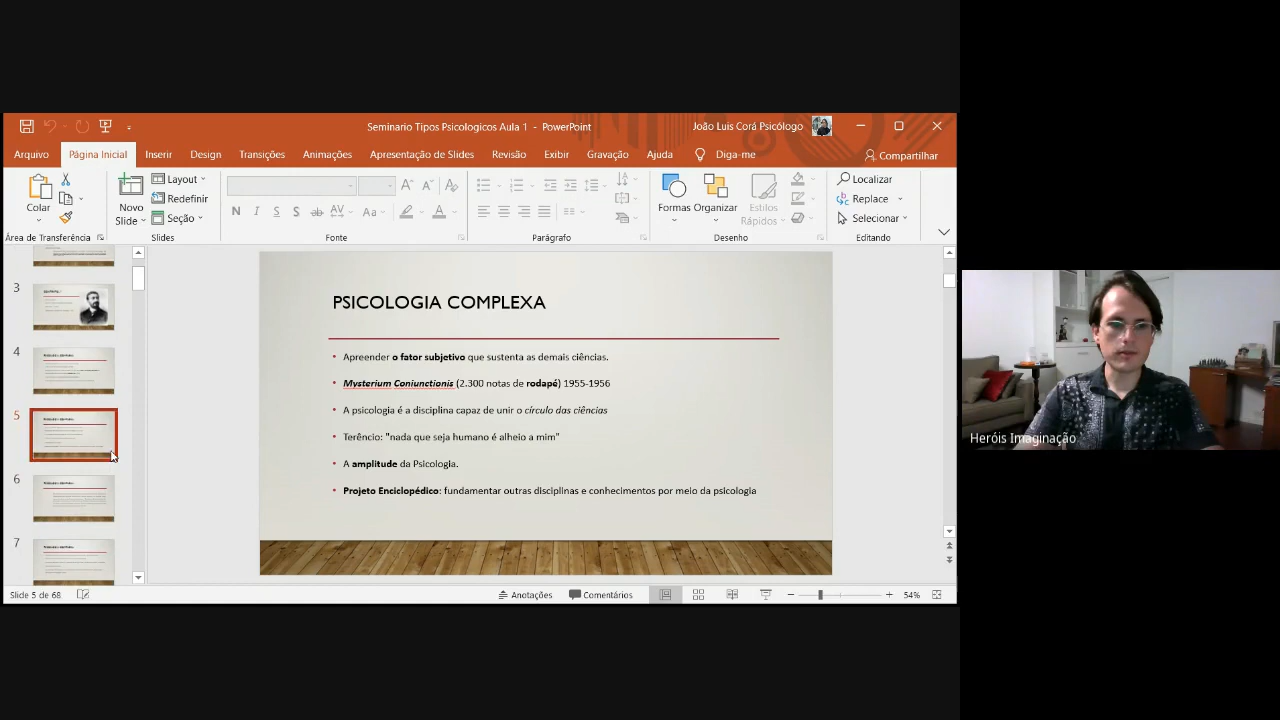 Seminario Tipos Psicologicos Aula 1 - PowerPoint
João Luis Corá Psicólogo
Arquivo
Página Inicial
Inserir
Design
Transições
Animações
Apresentação de Slides
Revisão
Exibir
Gravação
Ajuda
Diga-me
Compartilhar
Colar
Novo
Slide
Layout
Redefinir
Seção
Formas
Organizar
Estilos
Rápidos
Localizar
Replace
Selecionar
Área de Transferência
Slides
Fonte
Parágrafo
Desenho
Editando
3
4
5
6
7
PSICOLOGIA COMPLEXA
• Apreender o fator subjetivo que sustenta as demais ciências.
• Mysterium Coniunctionis (2.300 notas de rodapé) 1955-1956
• A psicologia é a disciplina capaz de unir o círculo das ciências
• Terêncio: "nada que seja humano é alheio a mim"
• A amplitude da Psicologia.
• Projeto Enciclopédico: fundamentar outras disciplinas e conhecimentos por meio da psicologia
Heróis Imaginação
Slide 5 de 68
Anotações
Comentários
54%